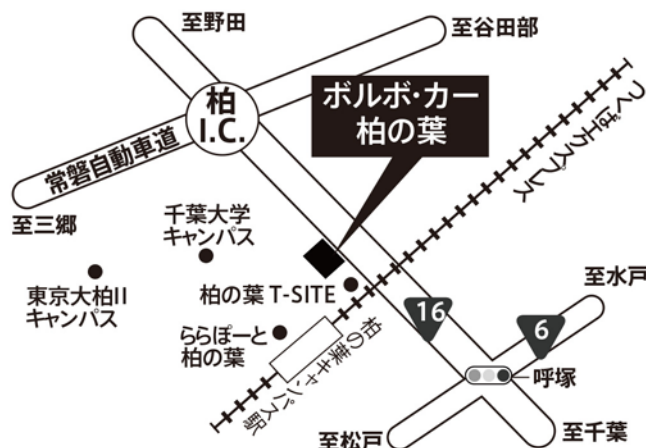 至野田
至谷田部
柏
I.C.
ボルボ・カー
柏の葉
つくばエクスプレス
常磐自動車道
至三郷
千葉大学
キャンパス
東京大柏II
キャンパス
柏の葉 T-SITE
ららぽーと
柏の葉
柏の葉キャンパス駅
16
6
至水戸
呼塚
至松戸
至千葉